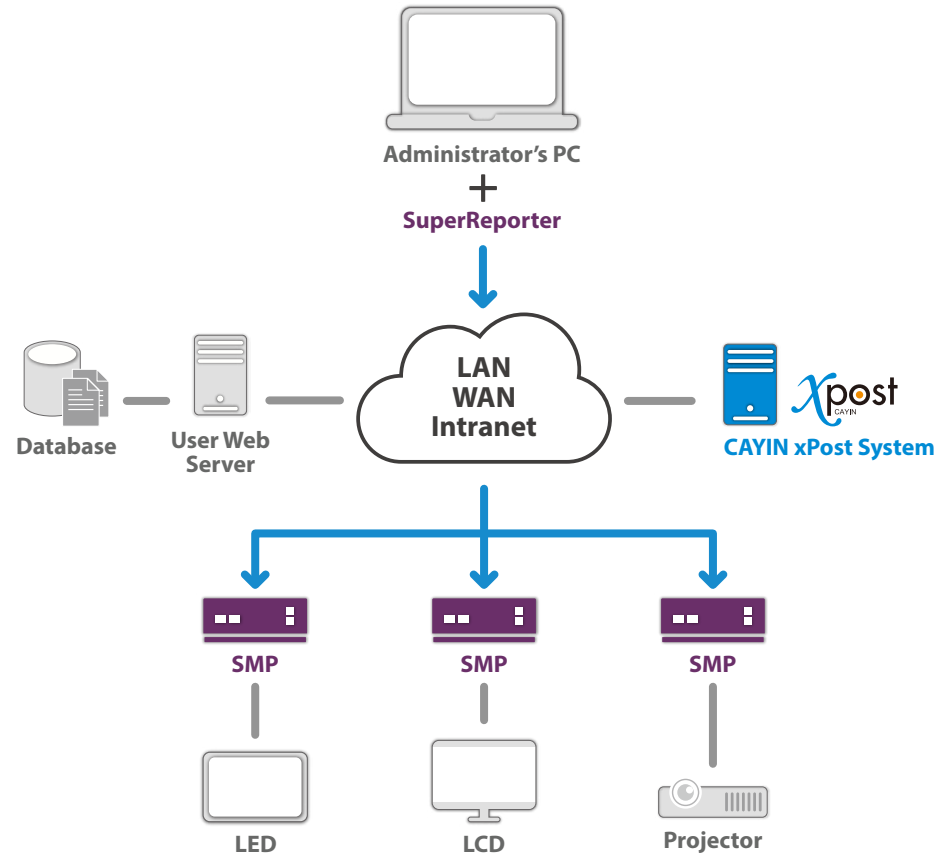 Administrator's PC
+
SuperReporter
LAN
WAN
Intranet
Database
User Web
Server
Xpost
CAYIN
CAYIN xPost System
SMP
SMP
SMP
LED
LCD
Projector